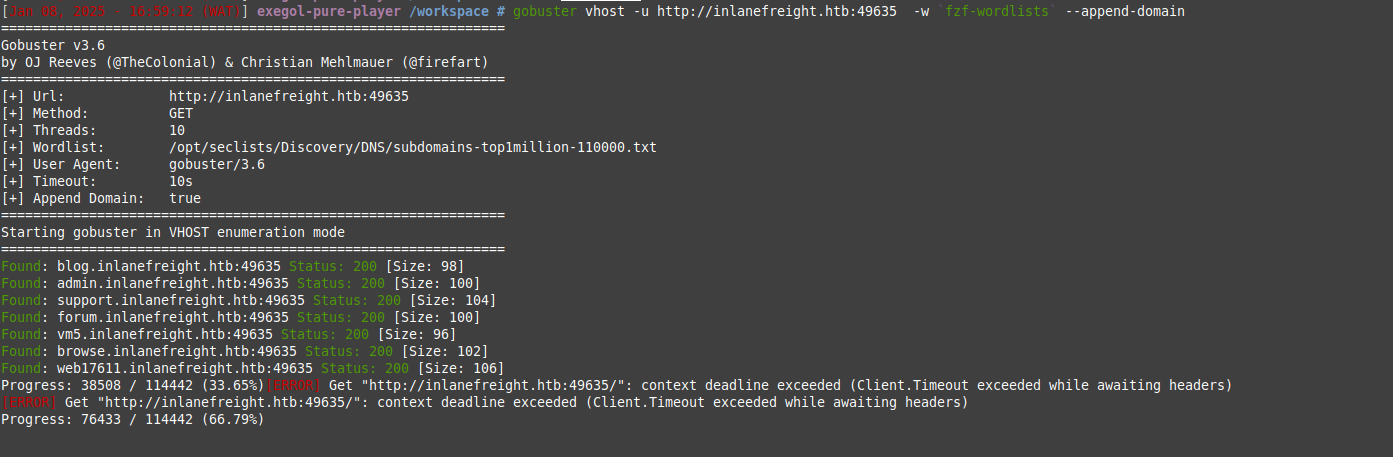 [Jan 08, 2025 - 16:59:12 (WAT)] exegol-pure-player /workspace # gobuster vhost -u http://inlanefreight.htb:49635  -w `fzf-wordlists` --append-domain
===============================================================
Gobuster v3.6
by OJ Reeves (@TheColonial) & Christian Mehlmauer (@firefart)
===============================================================
[+] Url:             http://inlanefreight.htb:49635
[+] Method:          GET
[+] Threads:         10
[+] Wordlist:        /opt/seclists/Discovery/DNS/subdomains-top1million-110000.txt
[+] User Agent:      gobuster/3.6
[+] Timeout:         10s
[+] Append Domain:   true
===============================================================
Starting gobuster in VHOST enumeration mode
===============================================================
Found: blog.inlanefreight.htb:49635 Status: 200 [Size: 98]
Found: admin.inlanefreight.htb:49635 Status: 200 [Size: 100]
Found: support.inlanefreight.htb:49635 Status: 200 [Size: 104]
Found: forum.inlanefreight.htb:49635 Status: 200 [Size: 100]
Found: vm5.inlanefreight.htb:49635 Status: 200 [Size: 96]
Found: browse.inlanefreight.htb:49635 Status: 200 [Size: 102]
Found: web17611.inlanefreight.htb:49635 Status: 200 [Size: 106]
Progress: 38508 / 114442 (33.65%)[ERROR] Get "http://inlanefreight.htb:49635/": context deadline exceeded (Client.Timeout exceeded while awaiting headers)
[ERROR] Get "http://inlanefreight.htb:49635/": context deadline exceeded (Client.Timeout exceeded while awaiting headers)
Progress: 76433 / 114442 (66.79%)